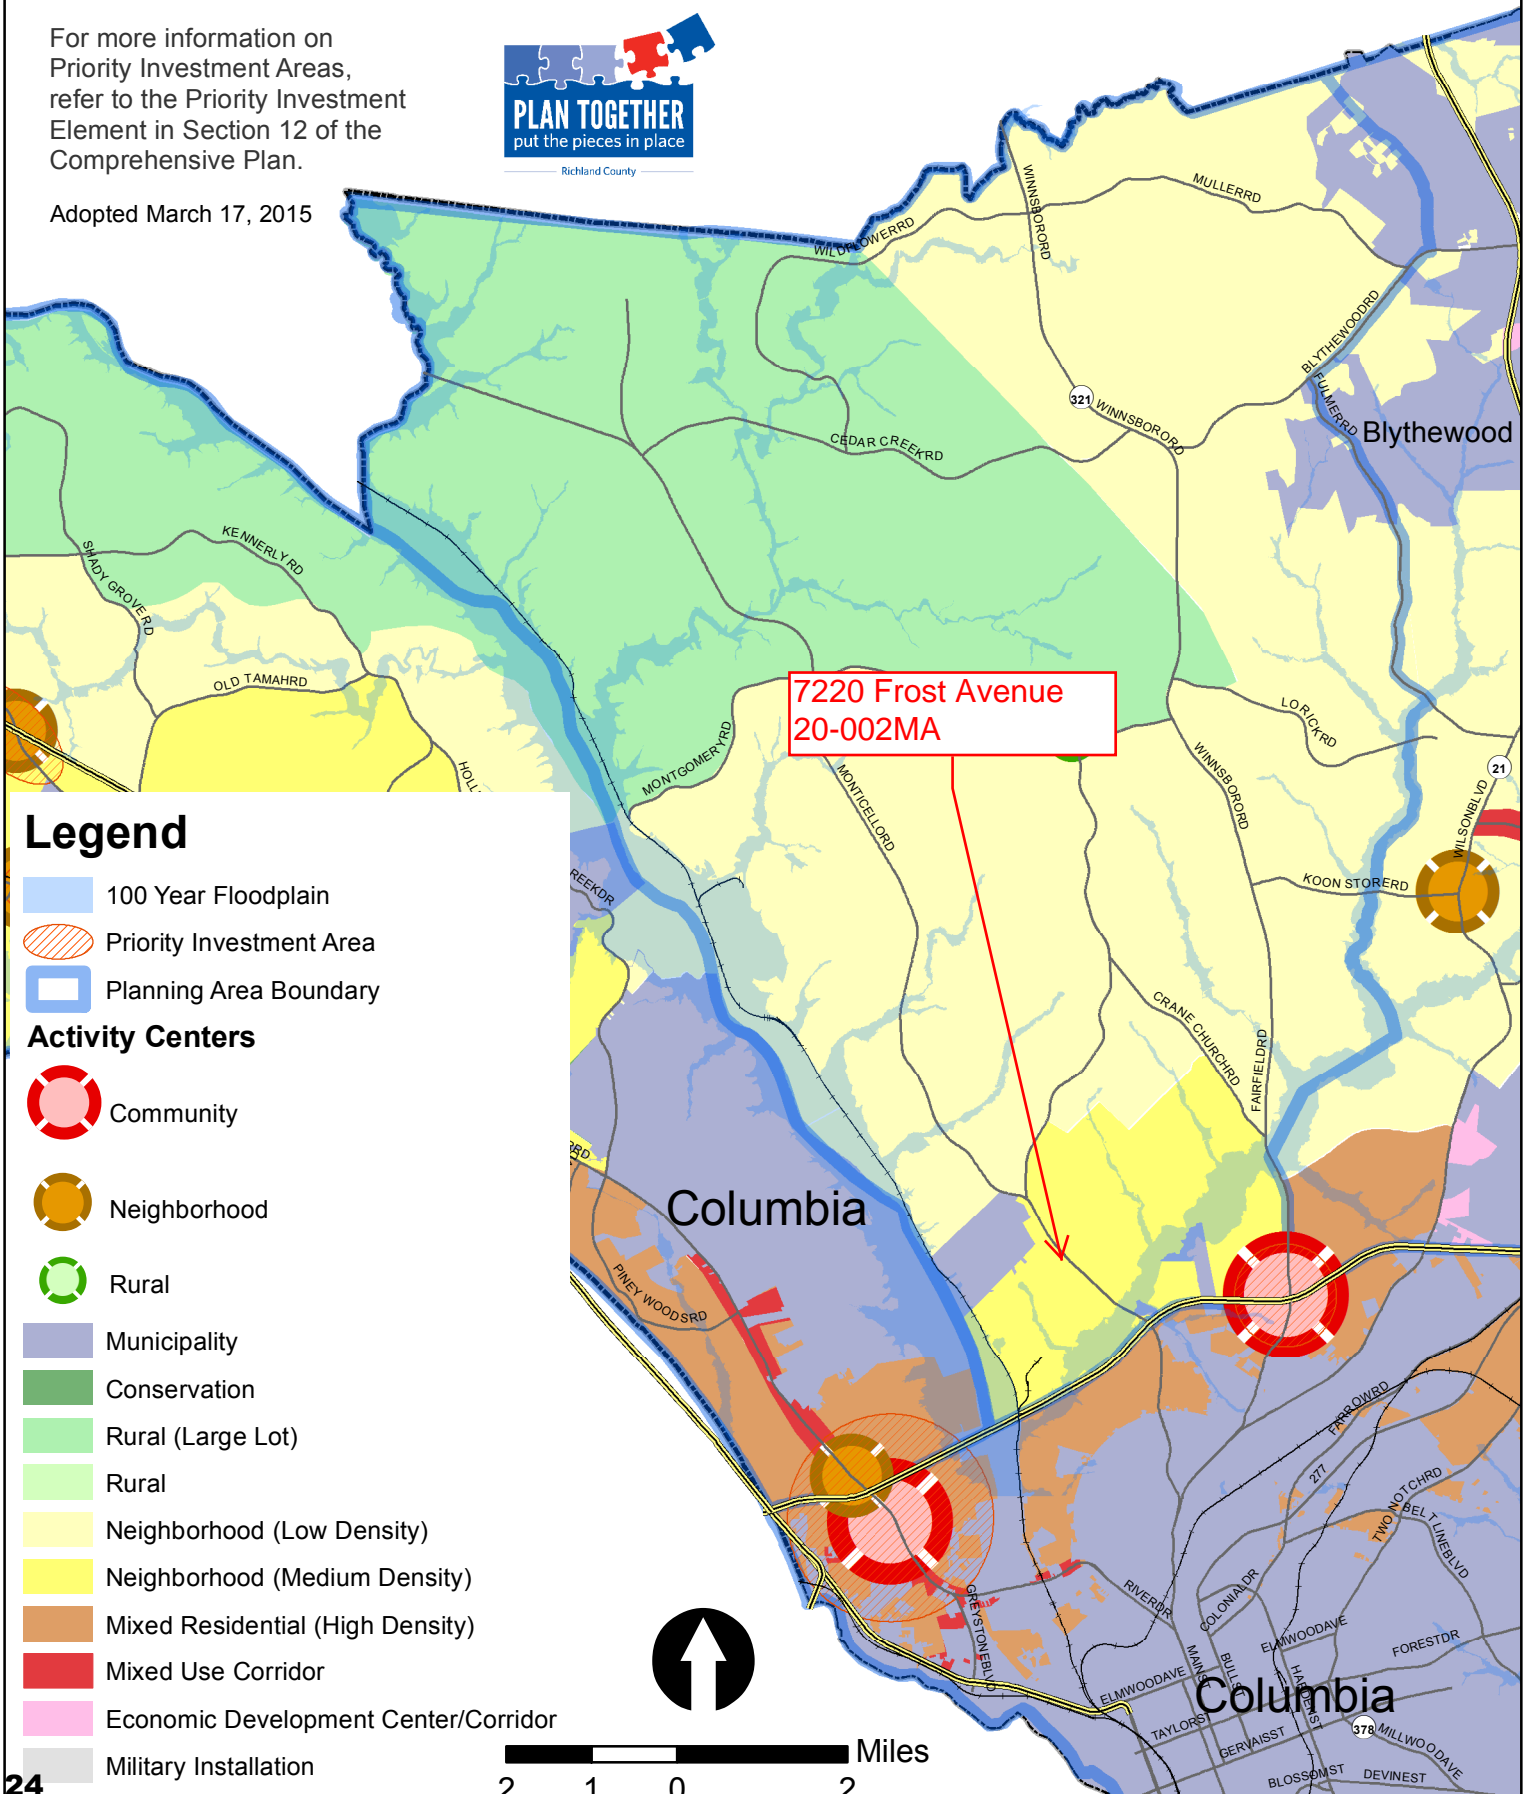 For more information on
Priority Investment Areas,
refer to the Priority Investment
Element in Section 12 of the
Comprehensive Plan.
Adopted March 17, 2015
PLAN TOGETHER
put the pieces in place
Richland County
MULLERRD
WINNSBORORD
WILDFLOWERRD
BLYTHEWOODRD
FULMERRD
321
WINNSBORORD
Blythewood
CEDAR CREEKRD
KENNERLYRD
SHADY GROVERD
OLD TAMAHRD
7220 Frost Avenue
20-002MA
LORICKRD
MONTGOMERYRD
WINNSBORORD
MONTICELLORD
21
WILSONBLVD
KOON STORERD
REEKDR
CRANE CHURCHRD
FAIRFIELDRD
Columbia
PINEY WOODSRD
FARROWRD
277
TWO NOTCHRD
BELTLINEBLVD
GREYSTONEBLVD
RIVERDR
COLONIALDR
ELMWOODAVE
FORESTDR
MAINST
BULLST
HARDENST
ELMWOODAVE
Columbia
TAYLORST
GERVAISST
378
MILLWOODAVE
BLOSSOMST
DEVINEST
Legend
100 Year Floodplain
Priority Investment Area
Planning Area Boundary
Activity Centers
Community
Neighborhood
Rural
Municipality
Conservation
Rural (Large Lot)
Rural
Neighborhood (Low Density)
Neighborhood (Medium Density)
Mixed Residential (High Density)
Mixed Use Corridor
Economic Development Center/Corridor
Military Installation
Miles
2 1 0 2
24